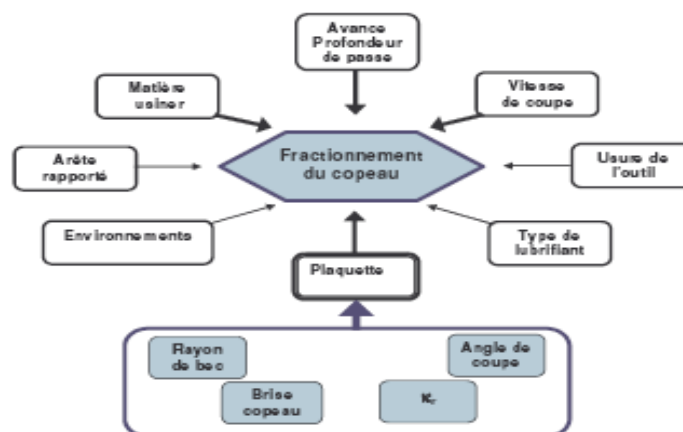 Avance
Profondeur
de passe
Matière
usiner
Vitesse
de coupe
Fractionnement
du copeau
Arête
rapporté
Usure de
l'outil
Environnements
Type de
lubrifiant
Plaquette
Rayon
de bec
Angle de
coupe
Brise
copeau
κr